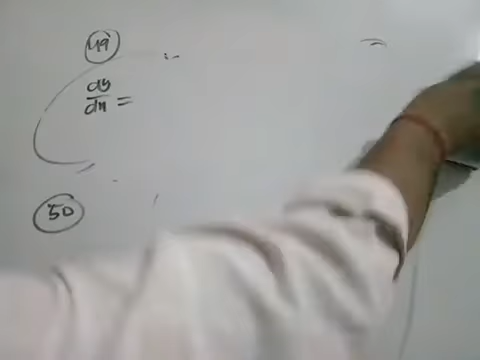 49
dy/dx =
50